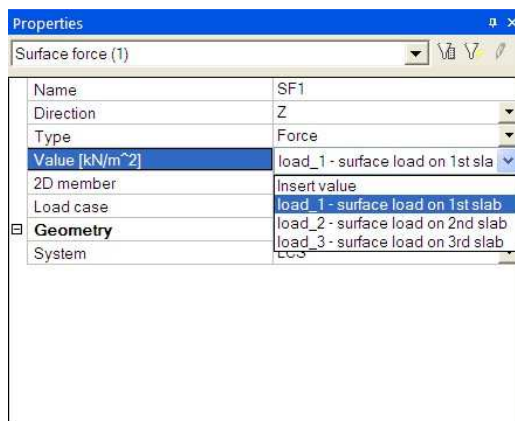 Properties
Surface force (1)
Name SF1
Direction Z
Type Force
Value [kN/m^2] load_1 - surface load on 1st sla
2D member Insert value
load_1 - surface load on 1st slab
Load case load_2 - surface load on 2nd slab
Geometry load_3 - surface load on 3rd slab
System LCS